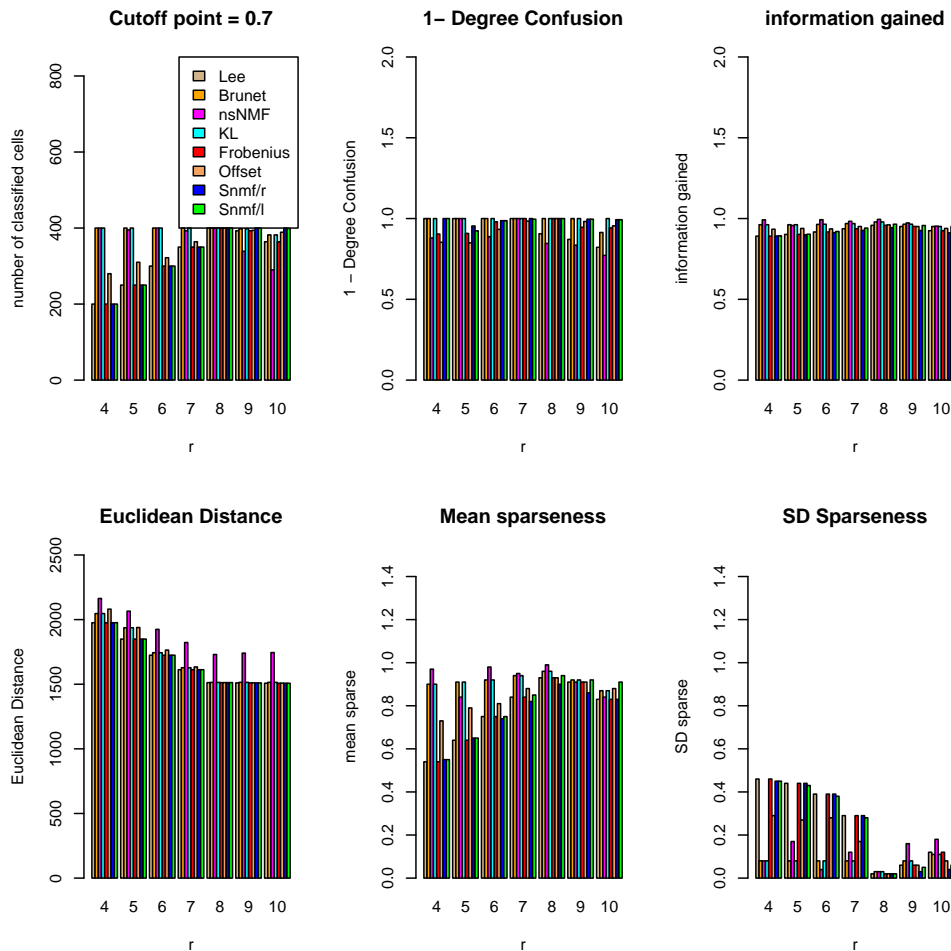 Cutoff point = 0.7
number of classified cells
0 200 400 600 800
Lee
Brunet
nsNMF
KL
Frobenius
Offset
Snmf/r
Snmf/l
4 5 6 7 8 9 10
r
1− Degree Confusion
1 − Degree Confusion
0.0 0.5 1.0 1.5 2.0
4 5 6 7 8 9 10
r
information gained
information gained
0.0 0.5 1.0 1.5 2.0
4 5 6 7 8 9 10
r
Euclidean Distance
Euclidean Distance
0 500 1000 1500 2000 2500
4 5 6 7 8 9 10
r
Mean sparseness
mean sparse
0.0 0.2 0.4 0.6 0.8 1.0 1.2 1.4
4 5 6 7 8 9 10
r
SD Sparseness
SD sparse
0.0 0.2 0.4 0.6 0.8 1.0 1.2 1.4
4 5 6 7 8 9 10
r